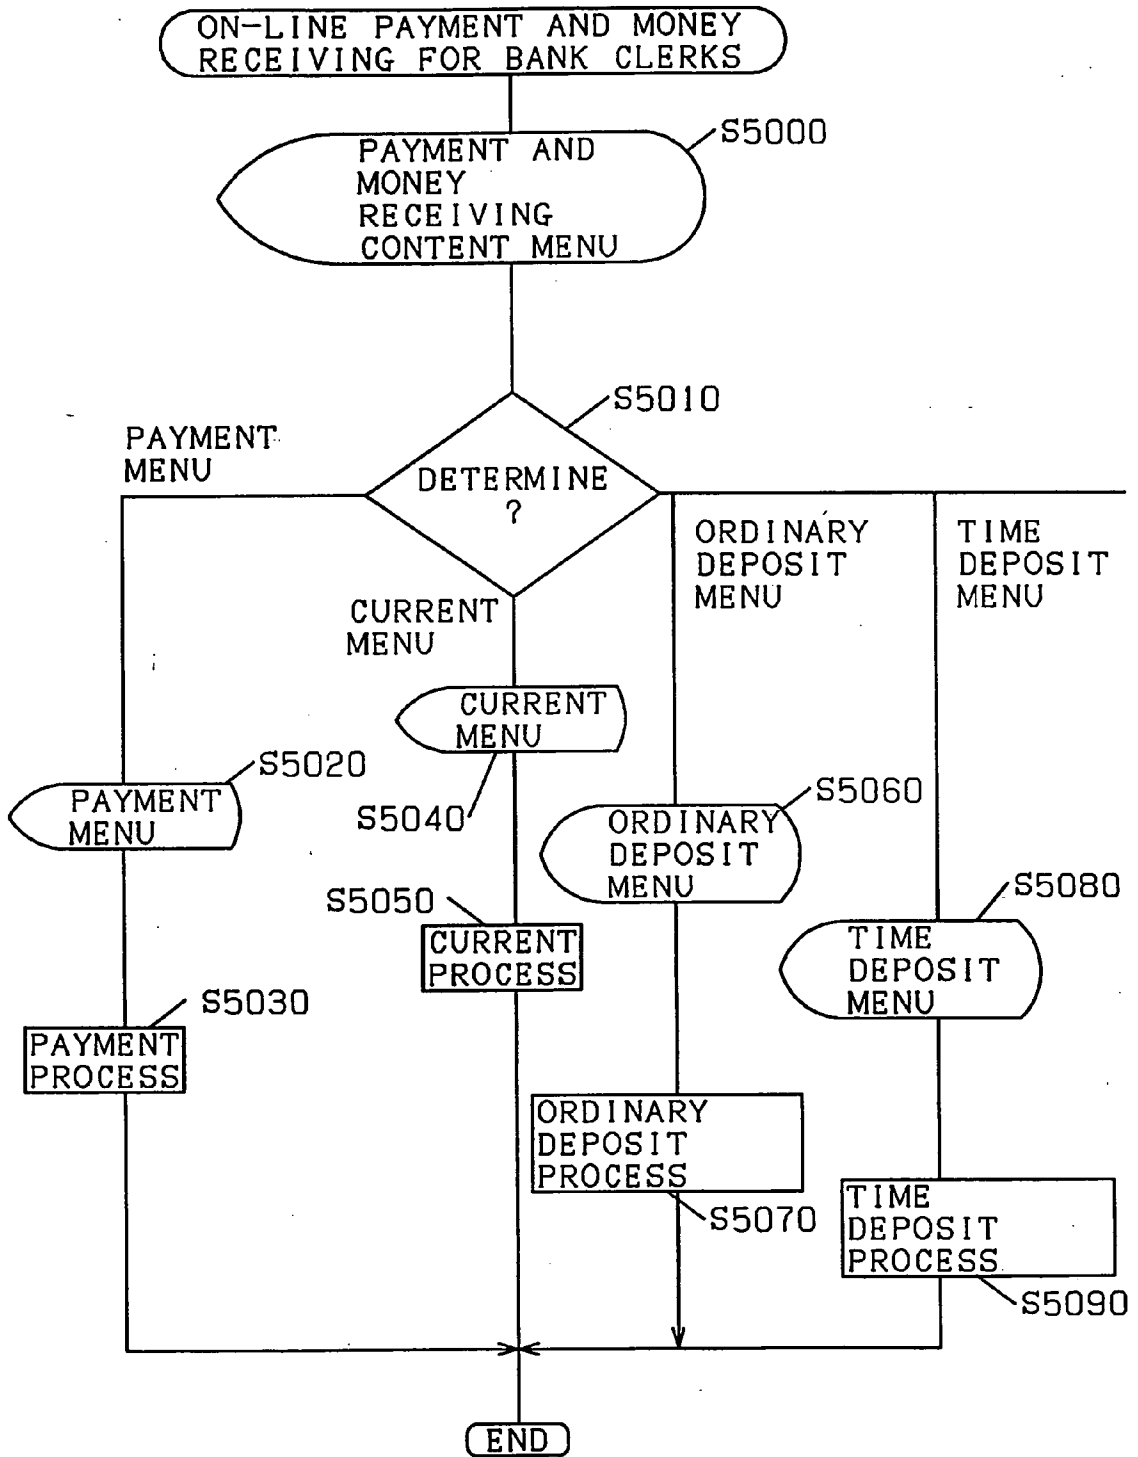 ON-LINE PAYMENT AND MONEY
RECEIVING FOR BANK CLERKS
S5000
PAYMENT AND
MONEY
RECEIVING
CONTENT MENU
S5010
DETERMINE
?
PAYMENT
MENU
CURRENT
MENU
ORDINARY
DEPOSIT
MENU
TIME
DEPOSIT
MENU
CURRENT
MENU
S5040
S5020
PAYMENT
MENU
S5060
ORDINARY
DEPOSIT
MENU
S5080
TIME
DEPOSIT
MENU
S5050
CURRENT
PROCESS
S5030
PAYMENT
PROCESS
ORDINARY
DEPOSIT
PROCESS
S5070
TIME
DEPOSIT
PROCESS
S5090
END